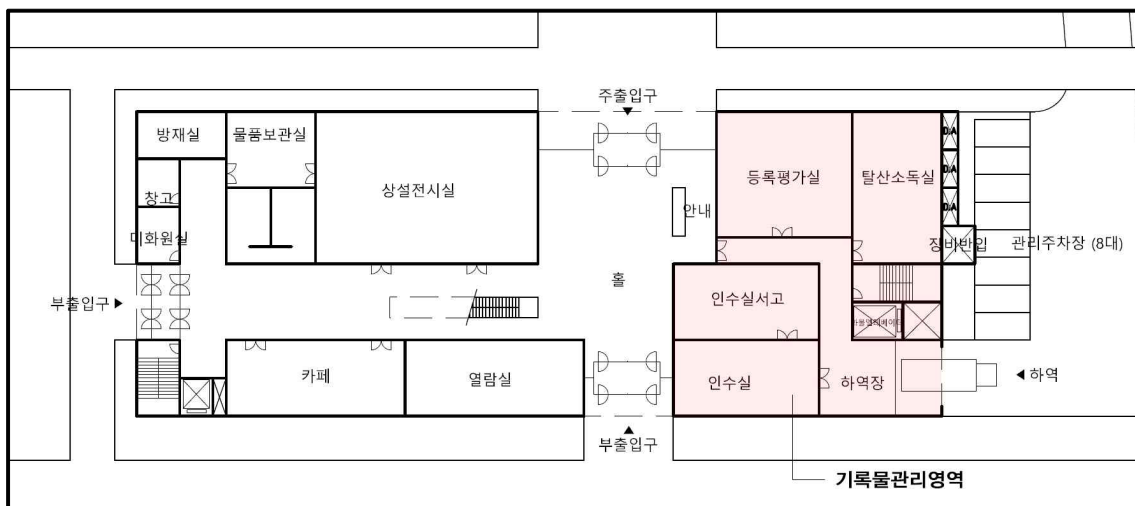 주출입구
방재실
물품보관실
창고
미화원실
상설전시실
안내
등록평가실
탈산소독실
D.A
D.A
D.A
장비반입
관리주차장 (8대)
부출입구
홀
인수실서고
카페
열람실
인수실
하역장
하역
부출입구
기록물관리영역